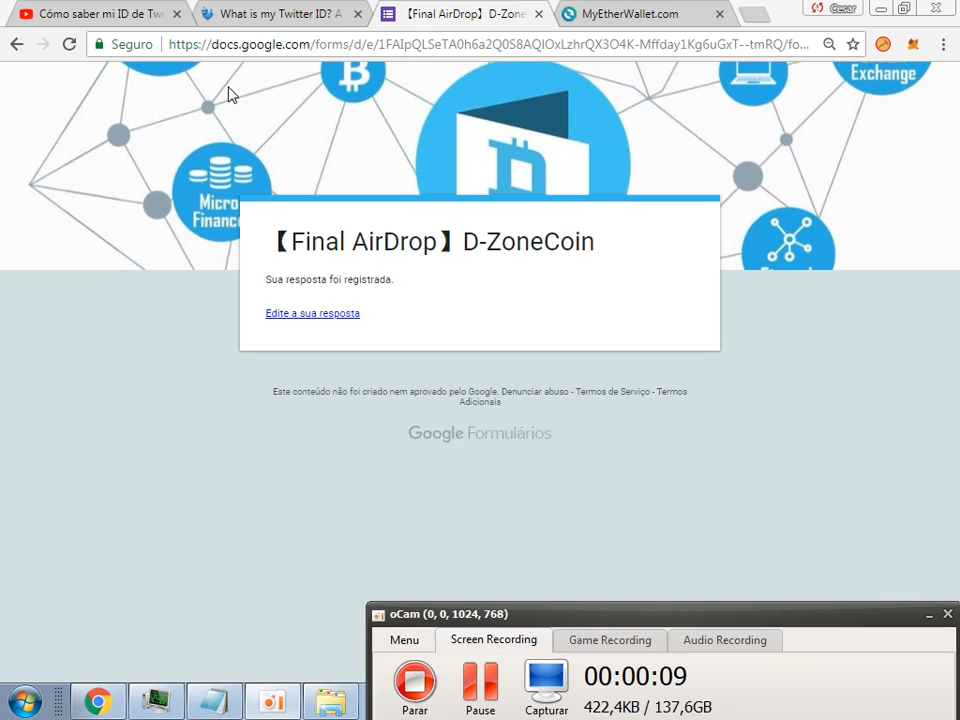 Cómo saber mi ID de Twi
What is my Twitter ID? A
【Final AirDrop】D-Zone
MyEtherWallet.com
Cesar
Seguro
https://docs.google.com/forms/d/e/1FAIpQLSeTA0h6a2Q0S8AQIOxLzhrQX3O4K-Mffday1Kg6uGxT--tmRQ/fo...
Exchange
Micro
Finance
【Final AirDrop】D-ZoneCoin
Sua resposta foi registrada.
Edite a sua resposta
Este conteúdo não foi criado nem aprovado pelo Google. Denunciar abuso - Termos de Serviço - Termos
Adicionais
Google Formulários
oCam (0, 0, 1024, 768)
Menu
Screen Recording
Game Recording
Audio Recording
Parar
Pause
Capturar
00:00:09
422,4KB / 137,6GB